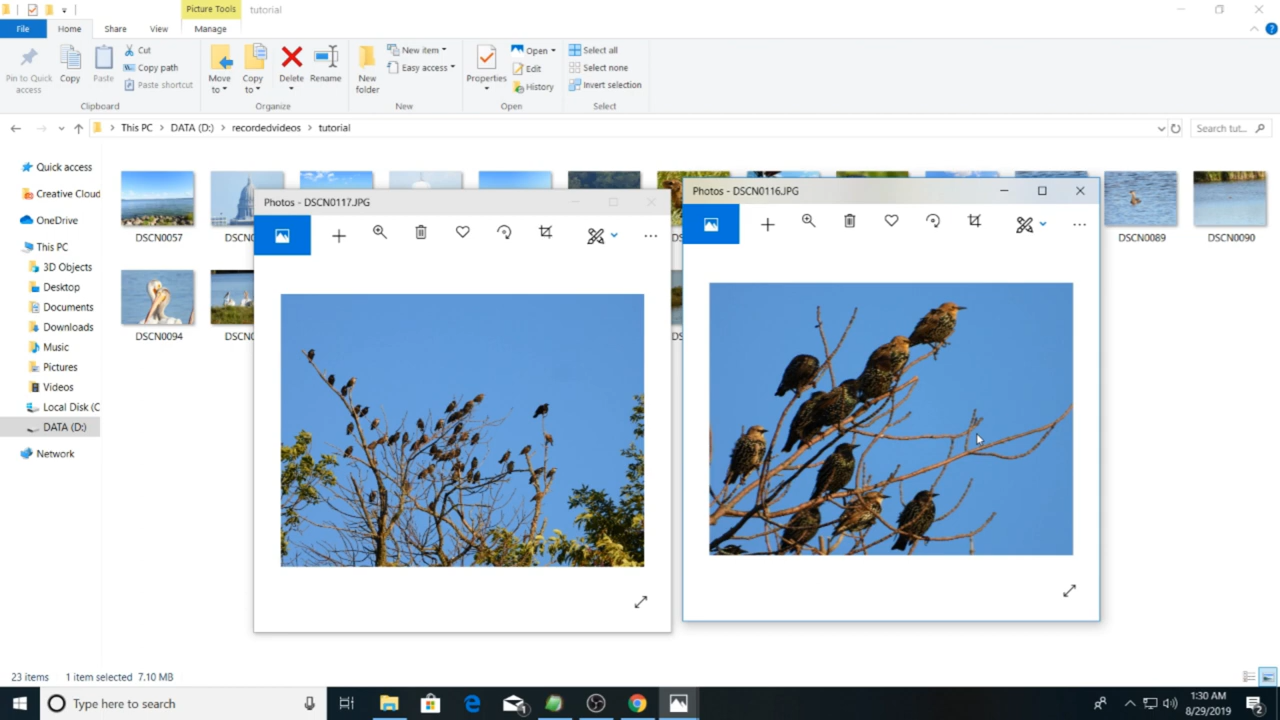 Picture Tools
tutorial
File
Home
Share
View
Manage
Pin to Quick access
Copy
Paste
Cut
Copy path
Paste shortcut
Clipboard
Move to
Copy to
Delete
Rename
Organize
New folder
New item
Easy access
New
Properties
Open
Edit
History
Open
Select all
Select none
Invert selection
Select
This PC
DATA (D:)
recordedvideos
tutorial
Search tut...
Quick access
Creative Cloud
OneDrive
This PC
3D Objects
Desktop
Documents
Downloads
Music
Pictures
Videos
Local Disk (C
DATA (D:)
Network
DSCN0057
DSCN0089
DSCN0090
DSCN0094
Photos - DSCN0117.JPG
Photos - DSCN0116.JPG
23 items
1 item selected 7.10 MB
Type here to search
1
1:30 AM
8/29/2019
2